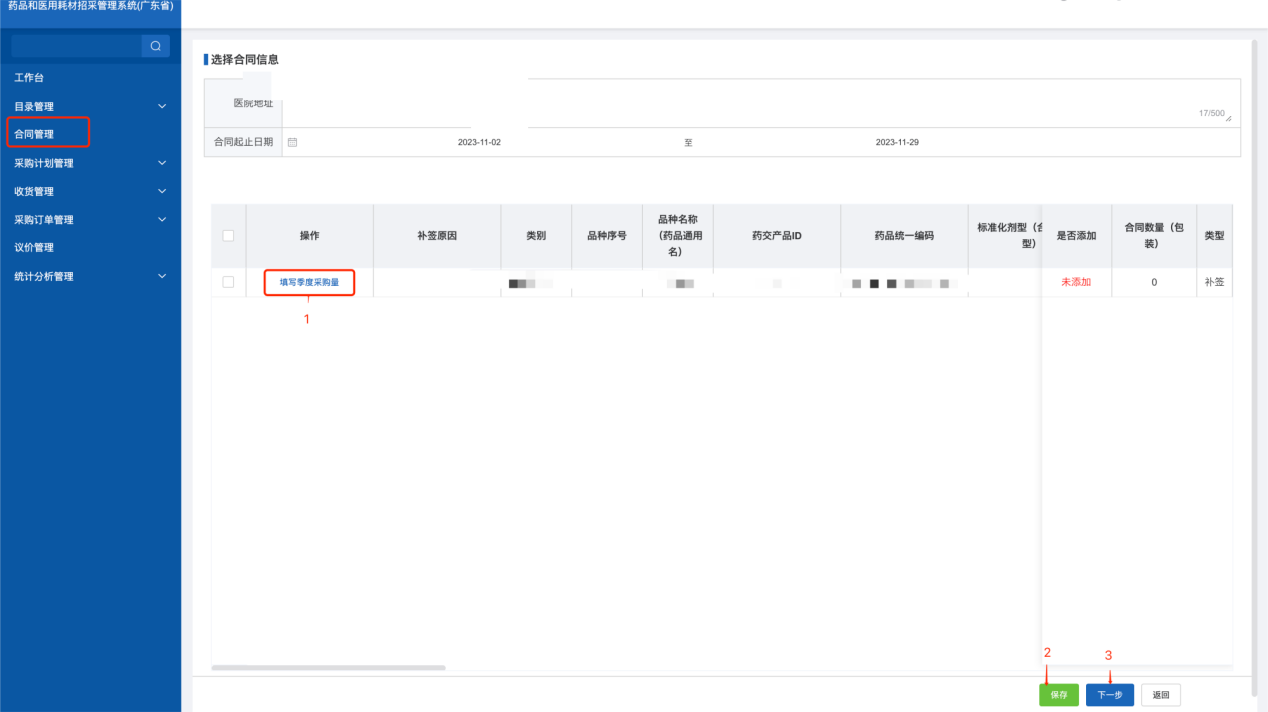 药品和医用耗材招采管理系统(广东省)
工作台
目录管理
合同管理
采购计划管理
收货管理
采购订单管理
议价管理
统计分析管理
选择合同信息
医院地址
17/500
合同起止日期 2023-11-02 至 2023-11-29
操作 补签原因 类别 品种序号 品种名称(药品通用名) 药交产品ID 药品统一编码 标准化剂型(含型) 是否添加 合同数量(包装) 类型
填写季度采购量 未添加 0 补签
1
2 3
保存 下一步 返回